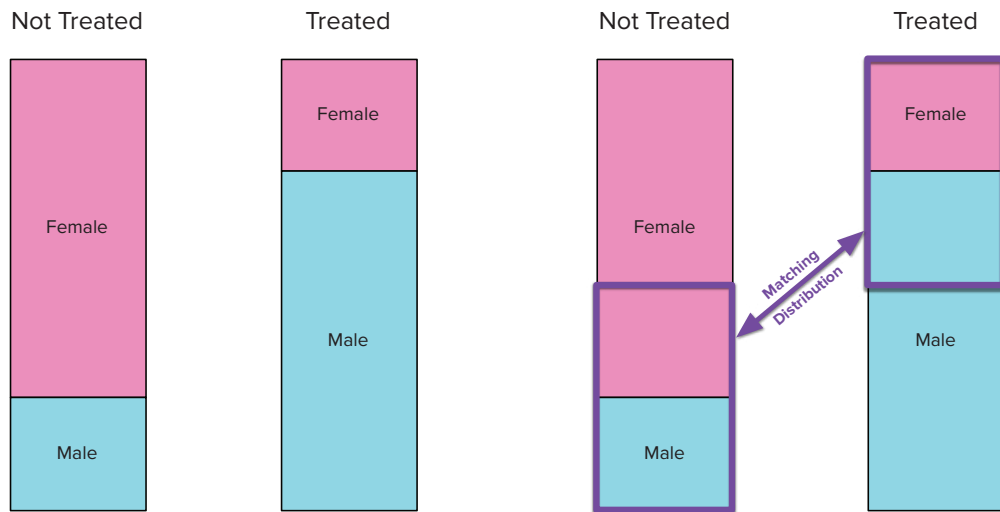 Not Treated
Treated
Not Treated
Treated
Female
Female
Male
Male
Female
Female
Matching
Distribution
Male
Male